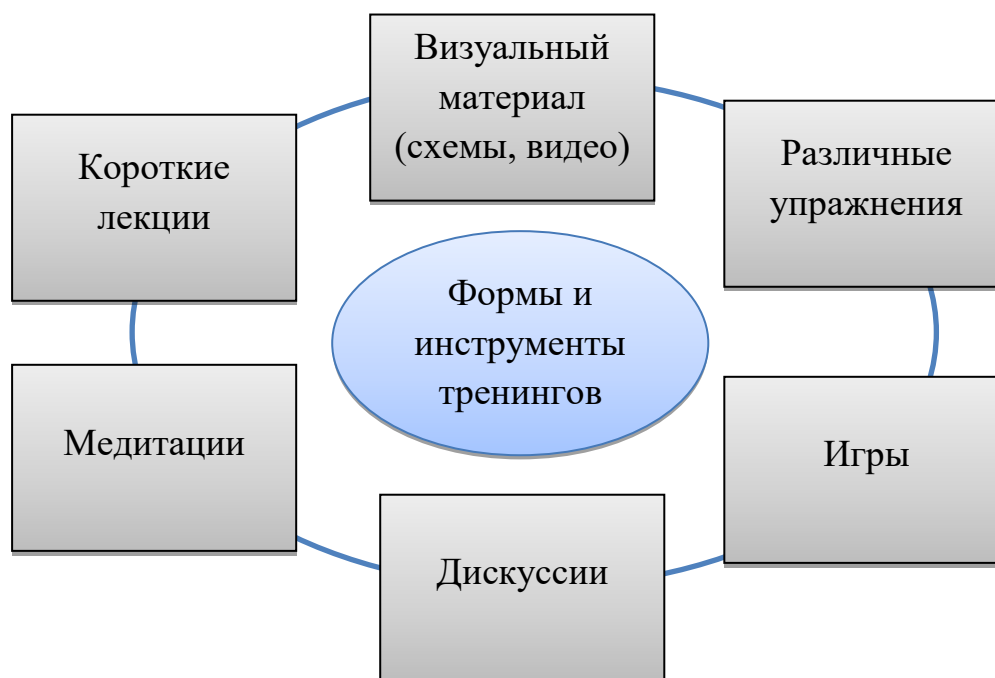 Визуальный
материал
(схемы, видео)
Короткие
лекции
Различные
упражнения
Формы и
инструменты
тренингов
Медитации
Игры
Дискуссии